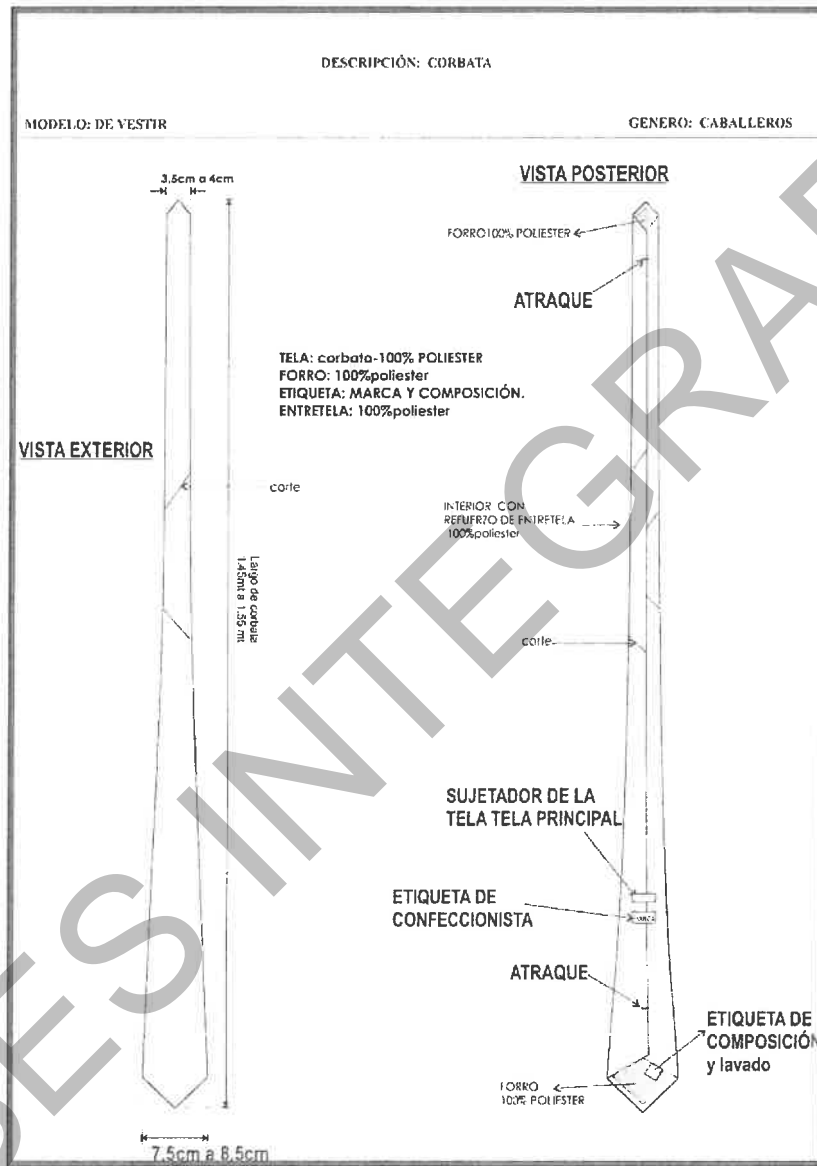 DESCRIPCIÓN: CORBATA
MODELO: DE VESTIR
GENERO: CABALLEROS
3,5cm a 4cm
VISTA POSTERIOR
FORRO100% POLIESTER
ATRAQUE
TELA: corbata-100% POLIESTER
FORRO: 100%poliester
ETIQUETA: MARCA Y COMPOSICIÓN.
ENTRETELA: 100%poliester
VISTA EXTERIOR
corte
INTERIOR CON
REFUERZO DE ENTRETELA
100%poliester
Largo de corbata
1.45mt a 1.55 mt
corte
SUJETADOR DE LA
TELA TELA PRINCIPAL
ETIQUETA DE
CONFECCIONISTA
ATRAQUE
ETIQUETA DE
COMPOSICIÓN
y lavado
FORRO
100% POLIESTER
7.5cm a 8.5cm
SES INTEGRA